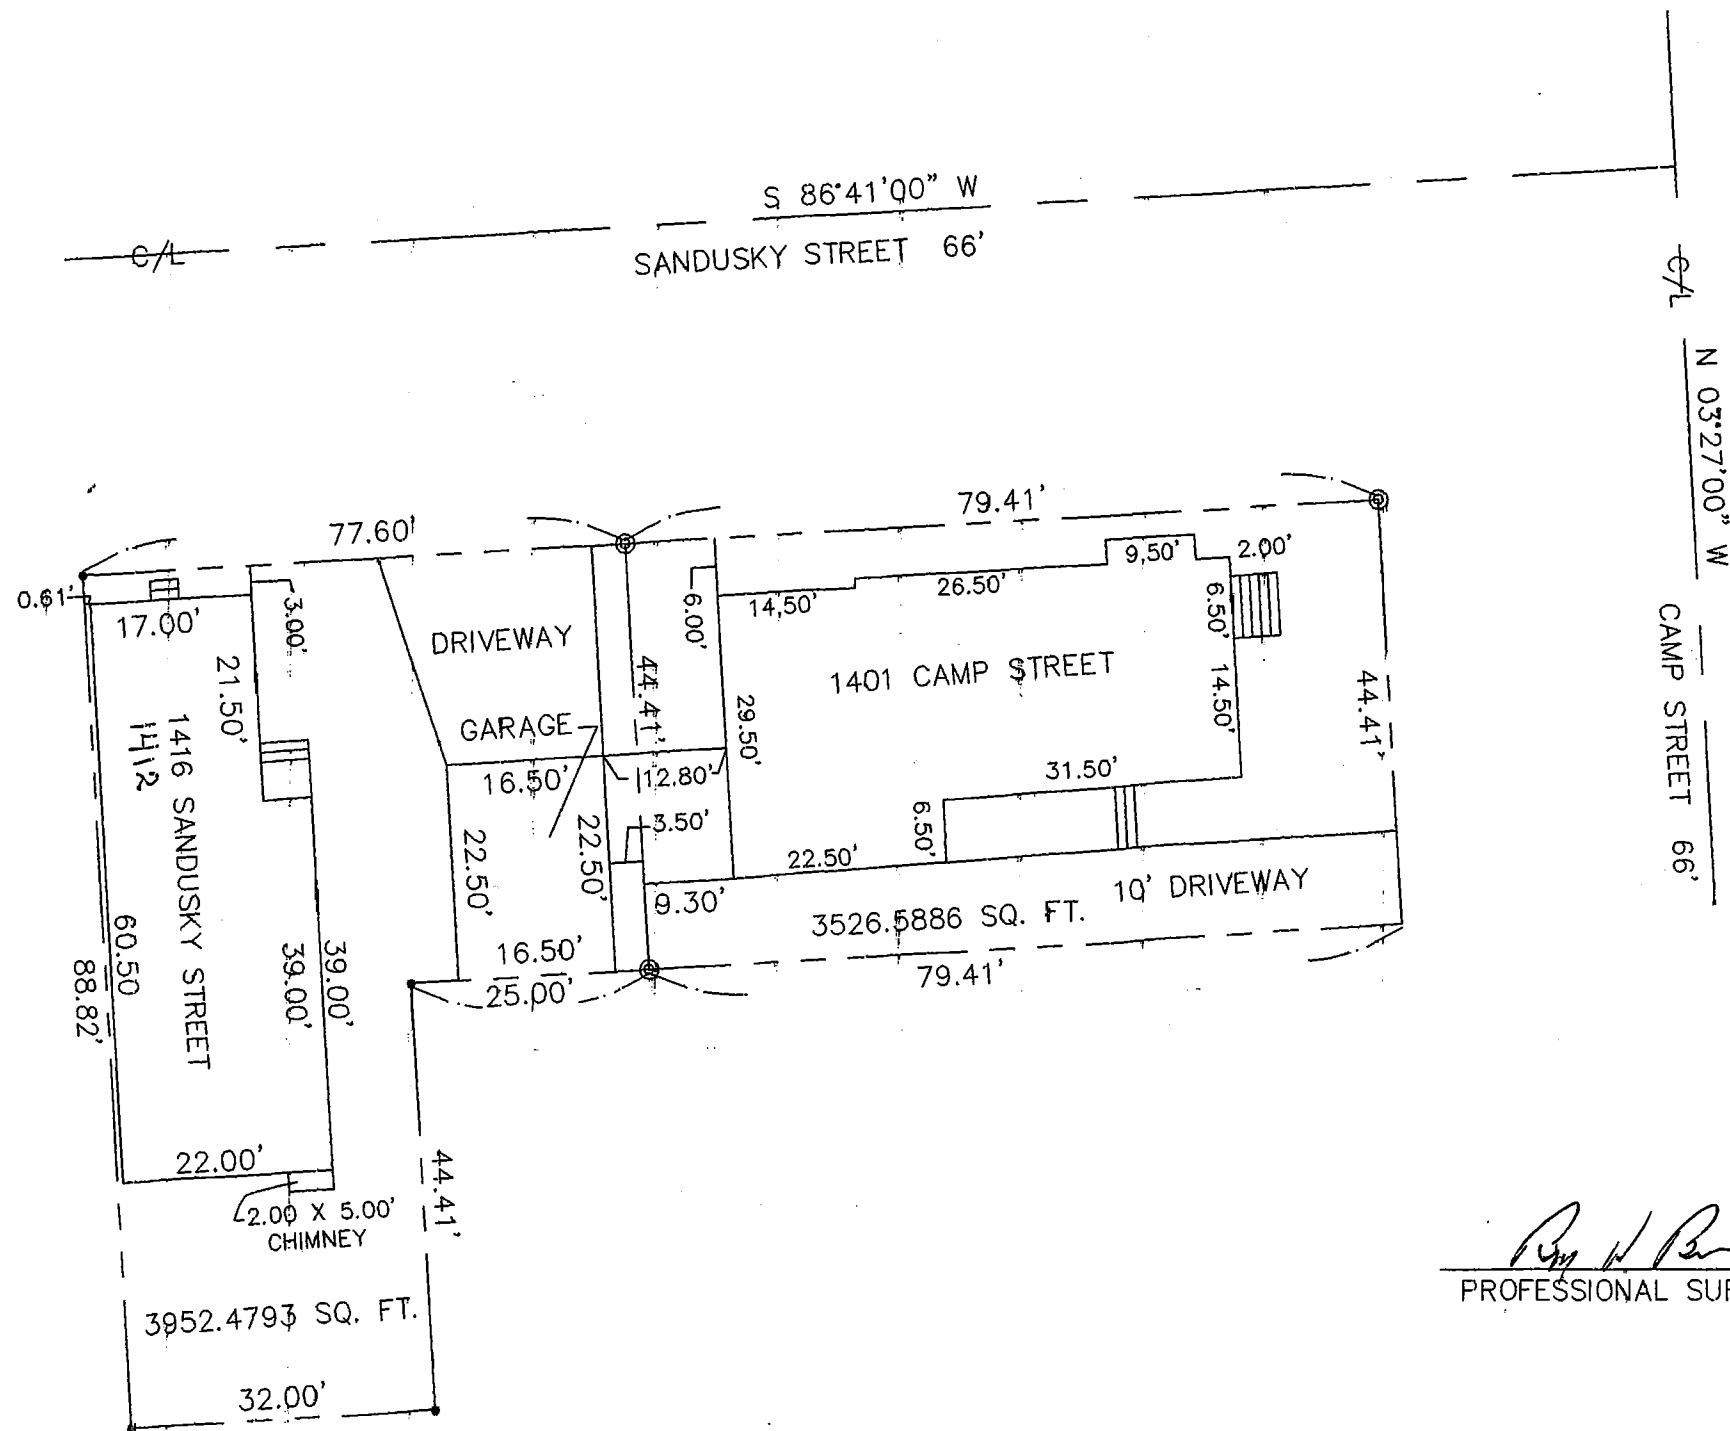 S 86°41'00" W
SANDUSKY STREET 66'
C/L
C/L
N 03°27'00" W
CAMP STREET 66'
79.41'
77.60'
0.61'
17.00'
3.00'
21.50'
DRIVEWAY
GARAGE
16.50'
22.50'
22.50'
16.50'
25.00'
44.41'
6.00'
12.80'
3.50'
9.30'
29.50'
14,50'
26.50'
9,50'
2.00'
6.50'
14.50'
1401 CAMP STREET
31.50'
6.50'
22.50'
44.41'
10' DRIVEWAY
3526.5886 SQ. FT.
79.41'
1416 SANDUSKY STREET
1412
60.50
88.82'
39.00'
39.00'
22.00'
2.00 X 5.00'
CHIMNEY
44.41'
3952.4793 SQ. FT.
32.00'
PROFESSIONAL SUR